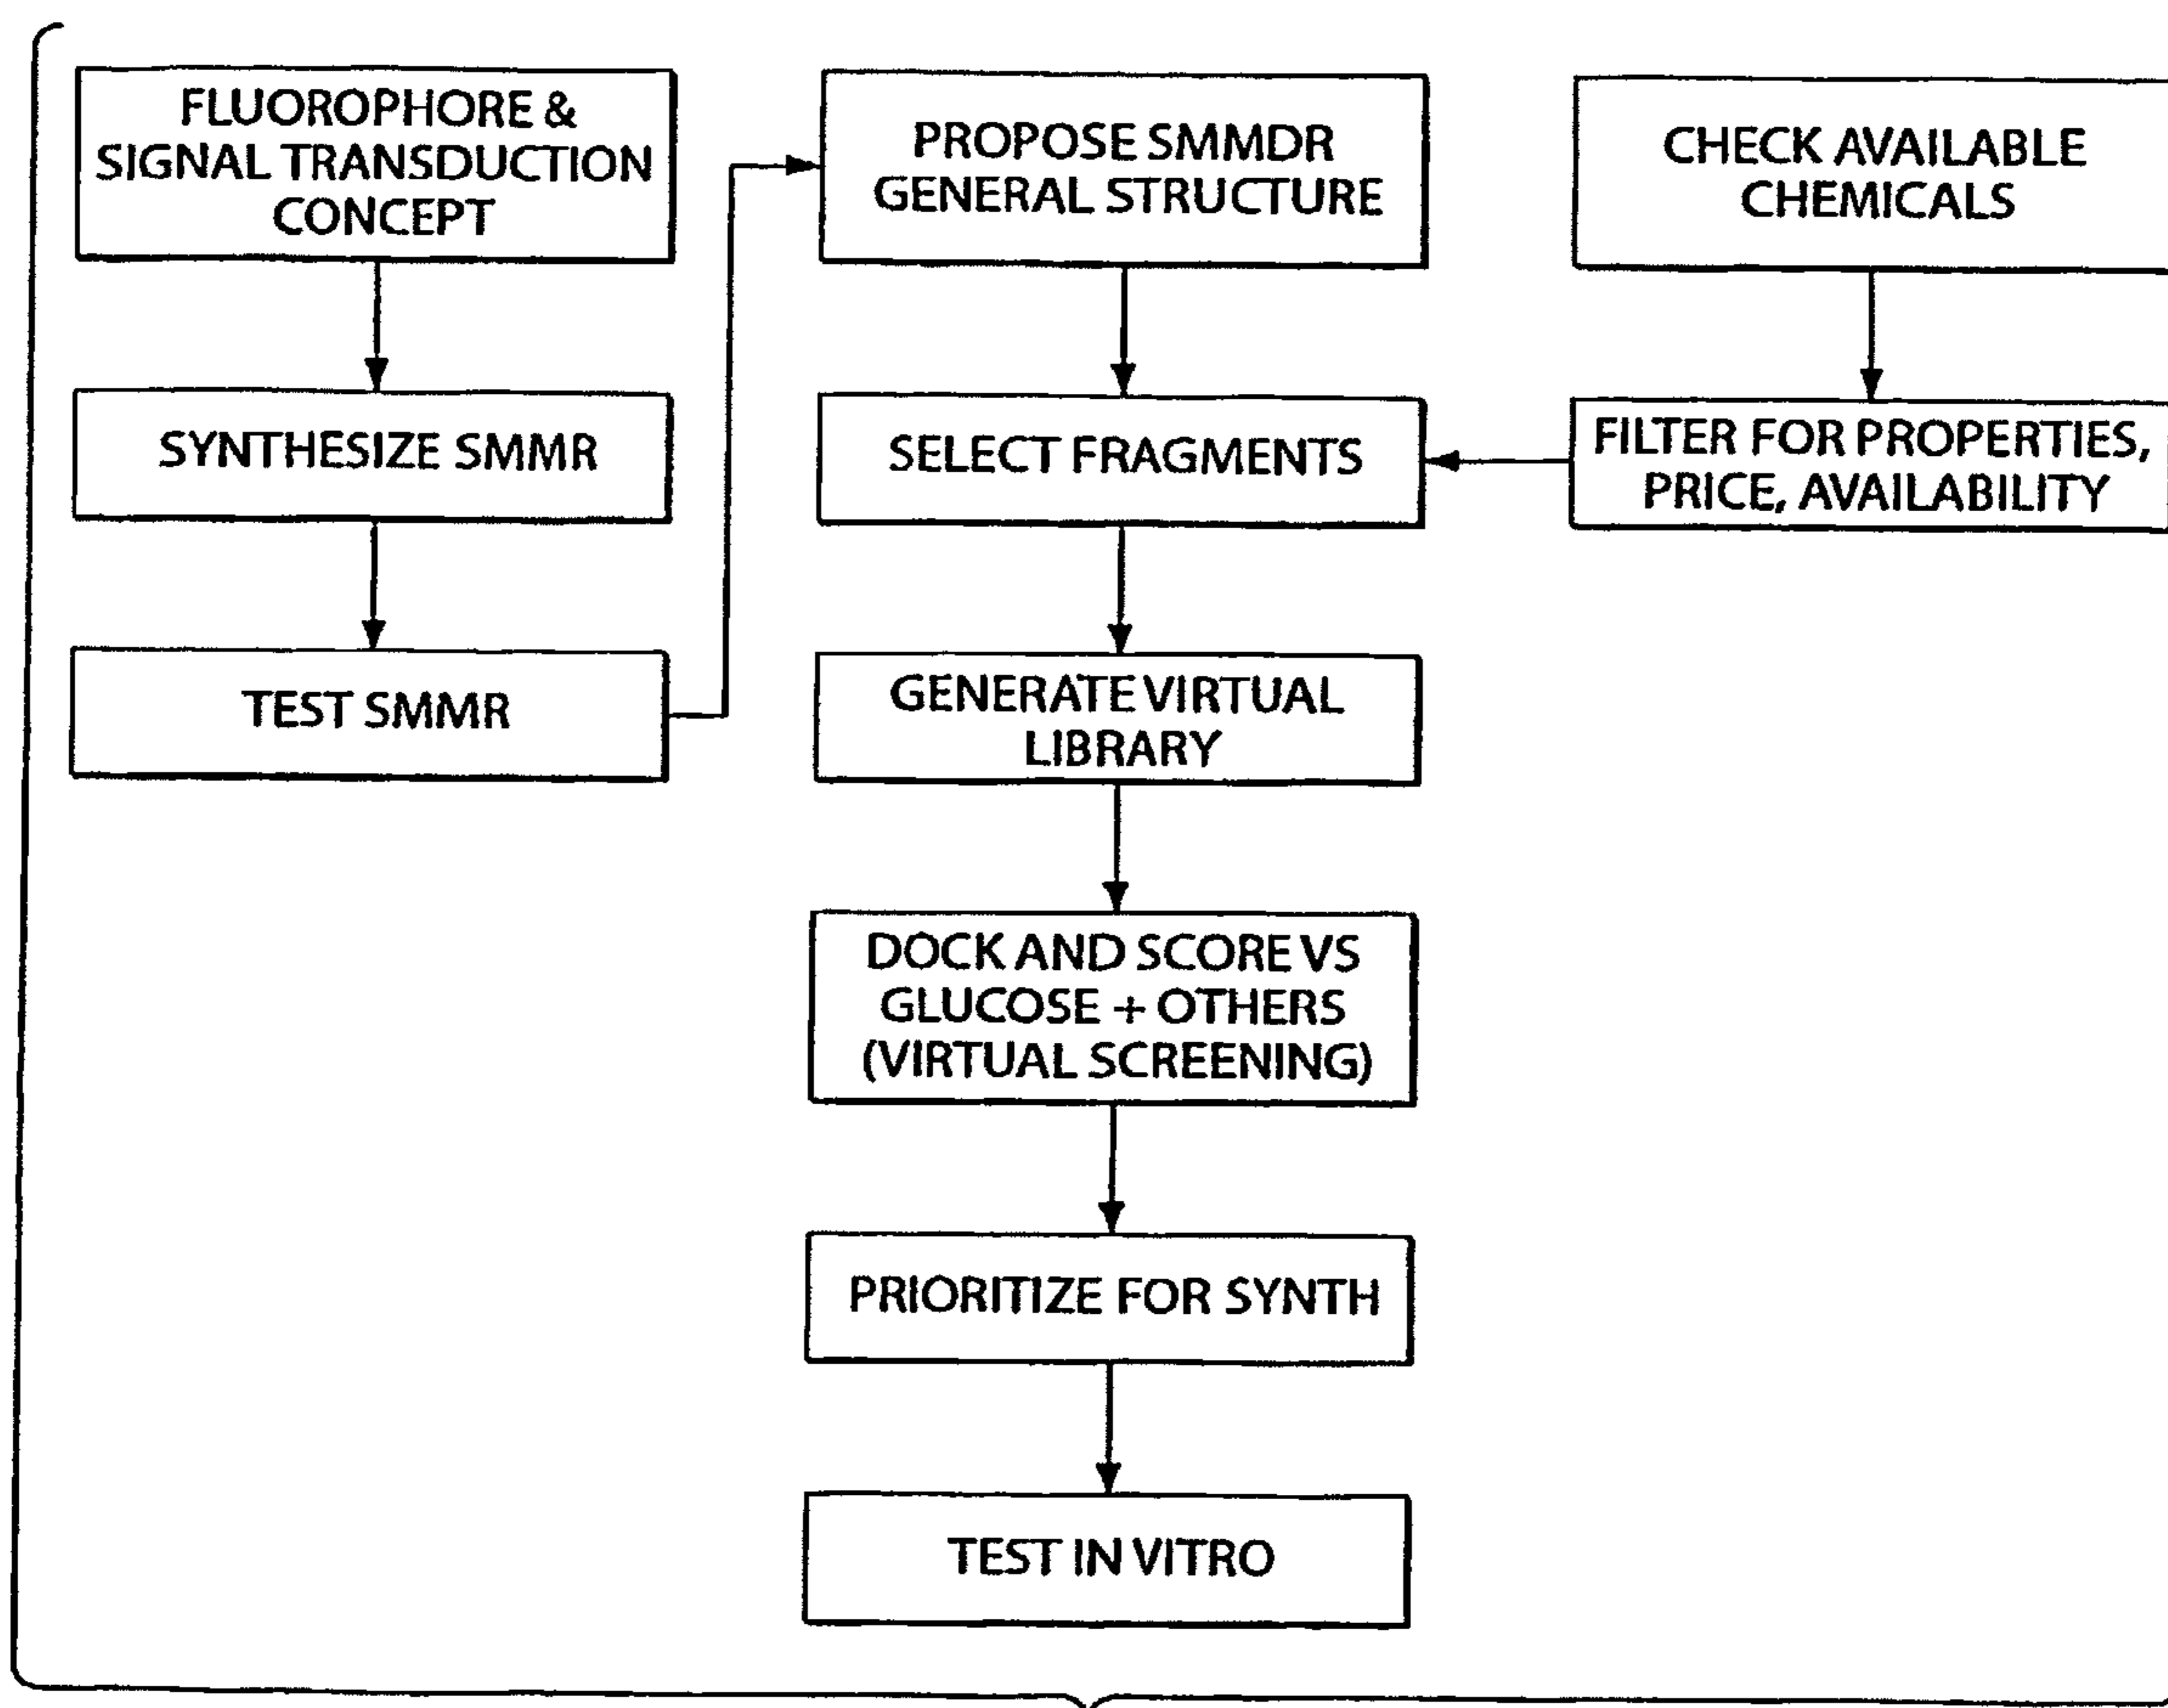 FLUOROPHORE &
SIGNAL TRANSDUCTION
CONCEPT
SYNTHESIZE SMMR
TEST SMMR
PROPOSE SMMDR
GENERAL STRUCTURE
SELECT FRAGMENTS
GENERATE VIRTUAL
LIBRARY
DOCK AND SCORE VS
GLUCOSE + OTHERS
(VIRTUAL SCREENING)
PRIORITIZE FOR SYNTH
TEST IN VITRO
CHECK AVAILABLE
CHEMICALS
FILTER FOR PROPERTIES,
PRICE, AVAILABILITY